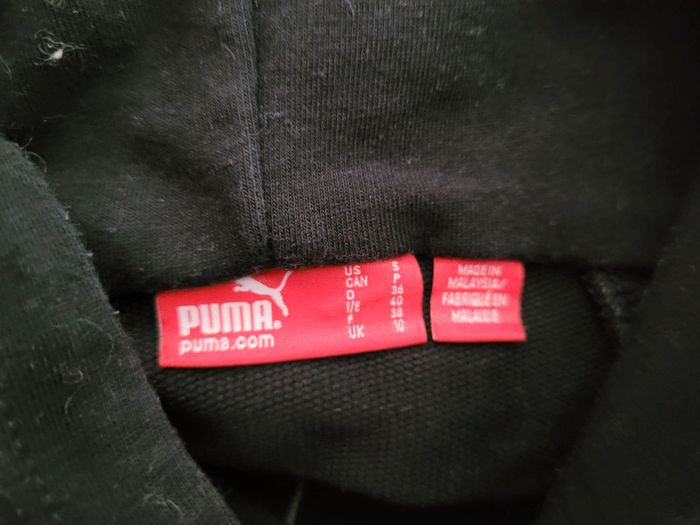 PUMA®
puma.com
US S
CAN P
D 36
I/E 40
F 38
UK 10
MADE IN
MALAYSIA//
FABRIQUÉ EN
MALAISIE